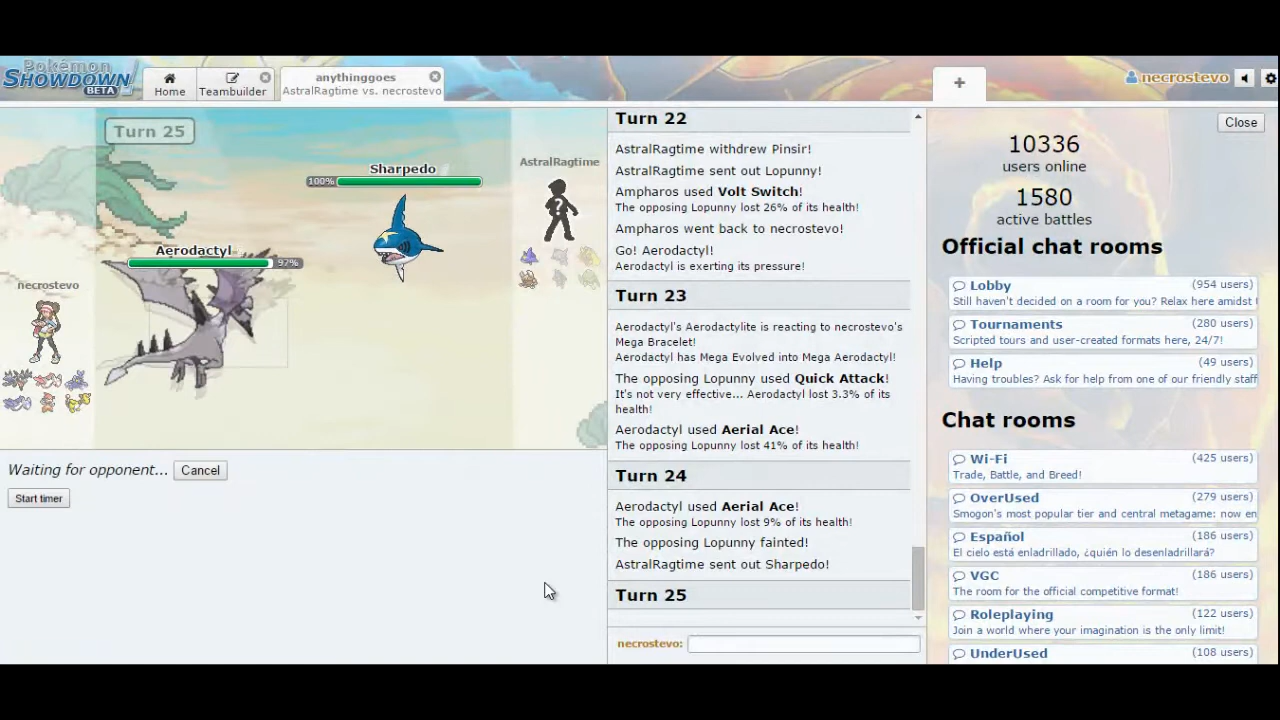 Pokémon
SHOWDOWN
BETA
Home
Teambuilder
anythinggoes
AstralRagtime vs. necrostevo
+
necrostevo
Turn 25
Sharpedo
100%
Aerodactyl
97%
AstralRagtime
?
necrostevo
Waiting for opponent...
Cancel
Start timer
Turn 22
AstralRagtime withdrew Pinsir!
AstralRagtime sent out Lopunny!
Ampharos used Volt Switch!
The opposing Lopunny lost 26% of its health!
Ampharos went back to necrostevo!
Go! Aerodactyl!
Aerodactyl is exerting its pressure!
Turn 23
Aerodactyl's Aerodactylite is reacting to necrostevo's
Mega Bracelet!
Aerodactyl has Mega Evolved into Mega Aerodactyl!
The opposing Lopunny used Quick Attack!
It's not very effective... Aerodactyl lost 3.3% of its
health!
Aerodactyl used Aerial Ace!
The opposing Lopunny lost 41% of its health!
Turn 24
Aerodactyl used Aerial Ace!
The opposing Lopunny lost 9% of its health!
The opposing Lopunny fainted!
AstralRagtime sent out Sharpedo!
Turn 25
necrostevo:
Close
10336
users online
1580
active battles
Official chat rooms
Lobby (954 users)
Still haven't decided on a room for you? Relax here amidst
Tournaments (280 users)
Scripted tours and user-created formats here, 24/7!
Help (49 users)
Having troubles? Ask for help from one of our friendly staff
Chat rooms
Wi-Fi (425 users)
Trade, Battle, and Breed!
OverUsed (279 users)
Smogon's most popular tier and central metagame: now en
Español (186 users)
El cielo está enladrillado, ¿quién lo desenladrillará?
VGC (186 users)
The room for the official competitive format!
Roleplaying (122 users)
Join a world where your imagination is the only limit!
UnderUsed (108 users)